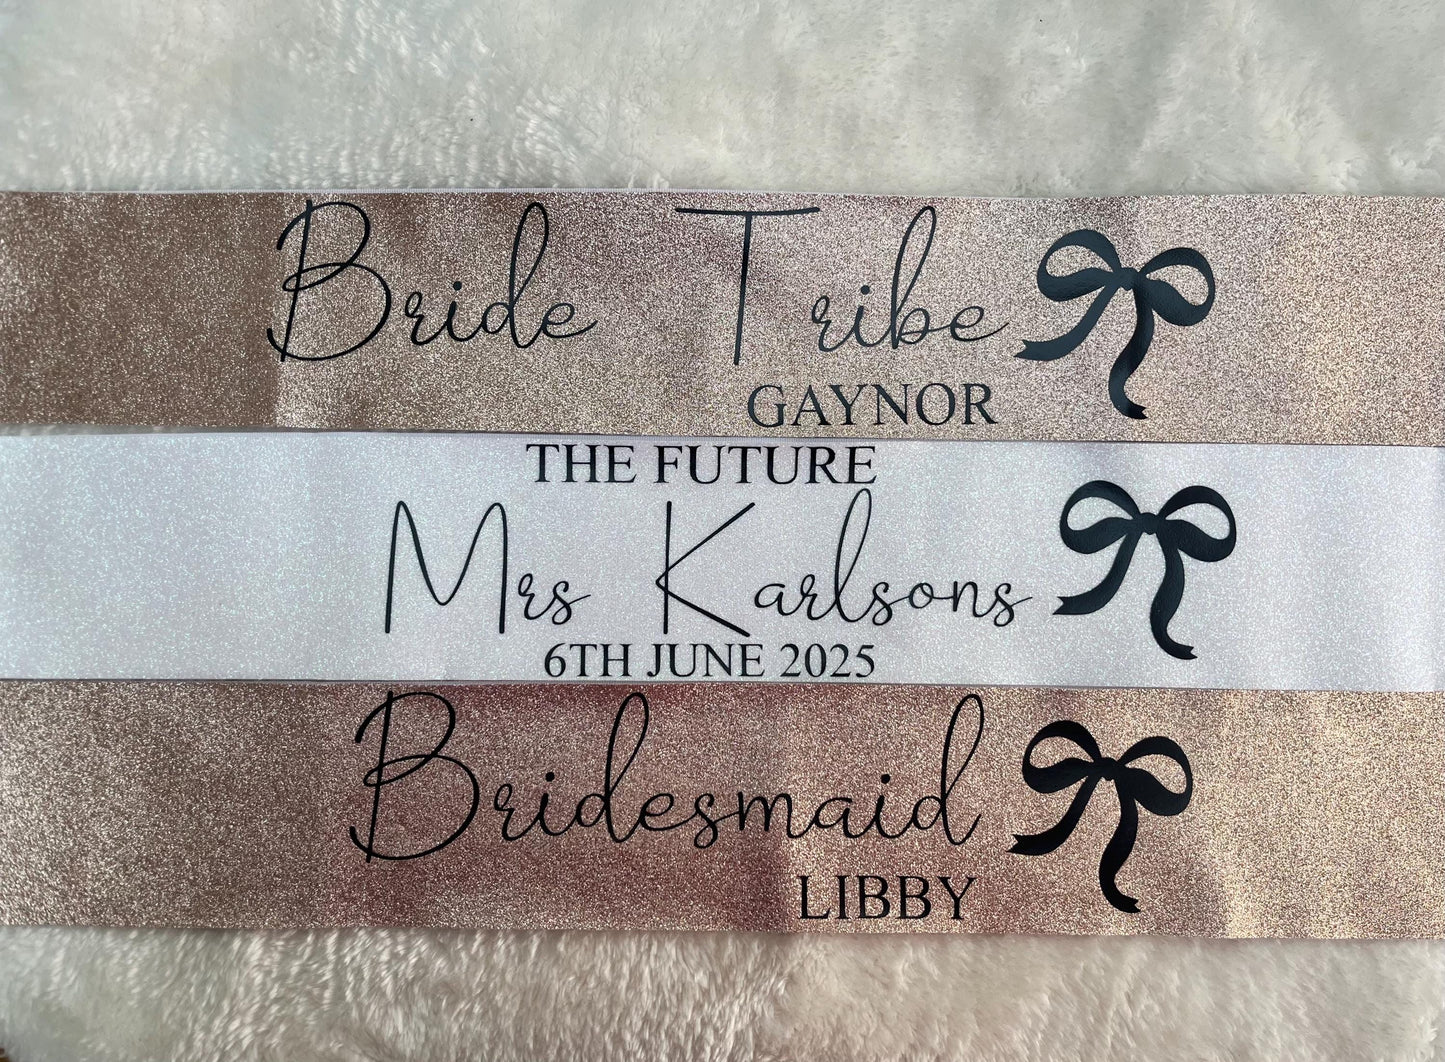 Bride Tribe
GAYNOR
THE FUTURE
Mrs Karlsons
6TH JUNE 2025
Bridesmaid
LIBBY